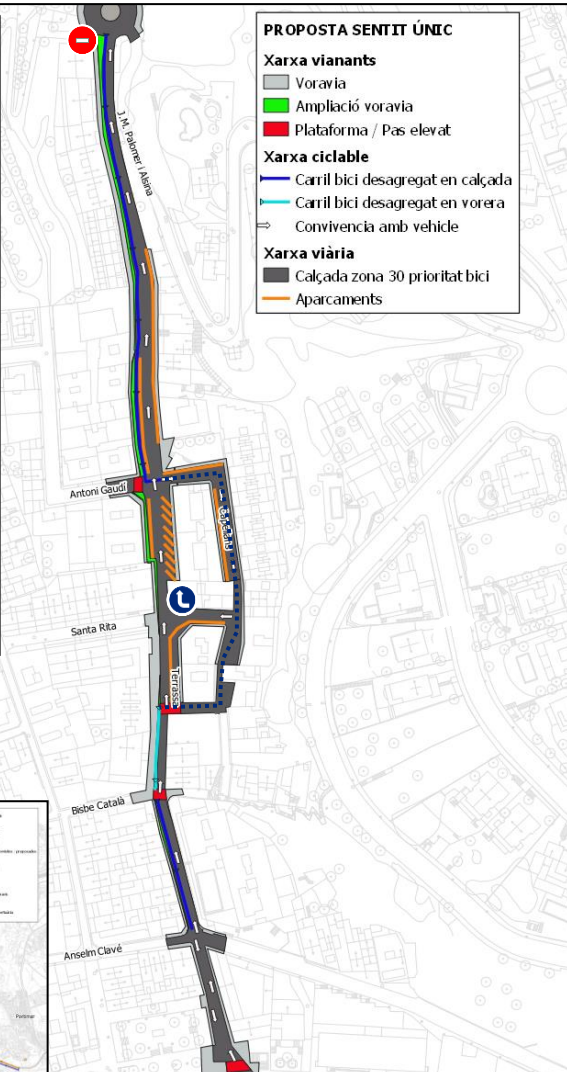 PROPOSTA SENTIT ÚNIC
Xarxa vianants
Voravia
Ampliació voravia
Plataforma / Pas elevat
Xarxa ciclable
Carril bici desagregat en calçada
Carril bici desagregat en vorera
Convivencia amb vehicle
Xarxa viària
Calçada zona 30 prioritat bici
Aparcaments
J.M. Palomer i Alsina
Antoni Gaudí
Santa Rita
Terrassa
Bisbe Català
Anselm Clavé